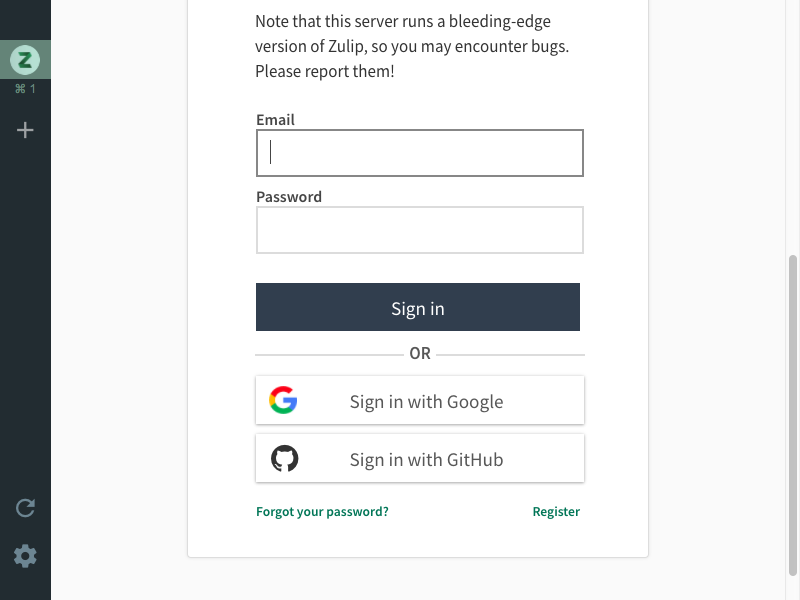 Note that this server runs a bleeding-edge
version of Zulip, so you may encounter bugs.
Please report them!
Z
⌘ 1
Email
Password
Sign in
OR
Sign in with Google
Sign in with GitHub
Forgot your password?
Register